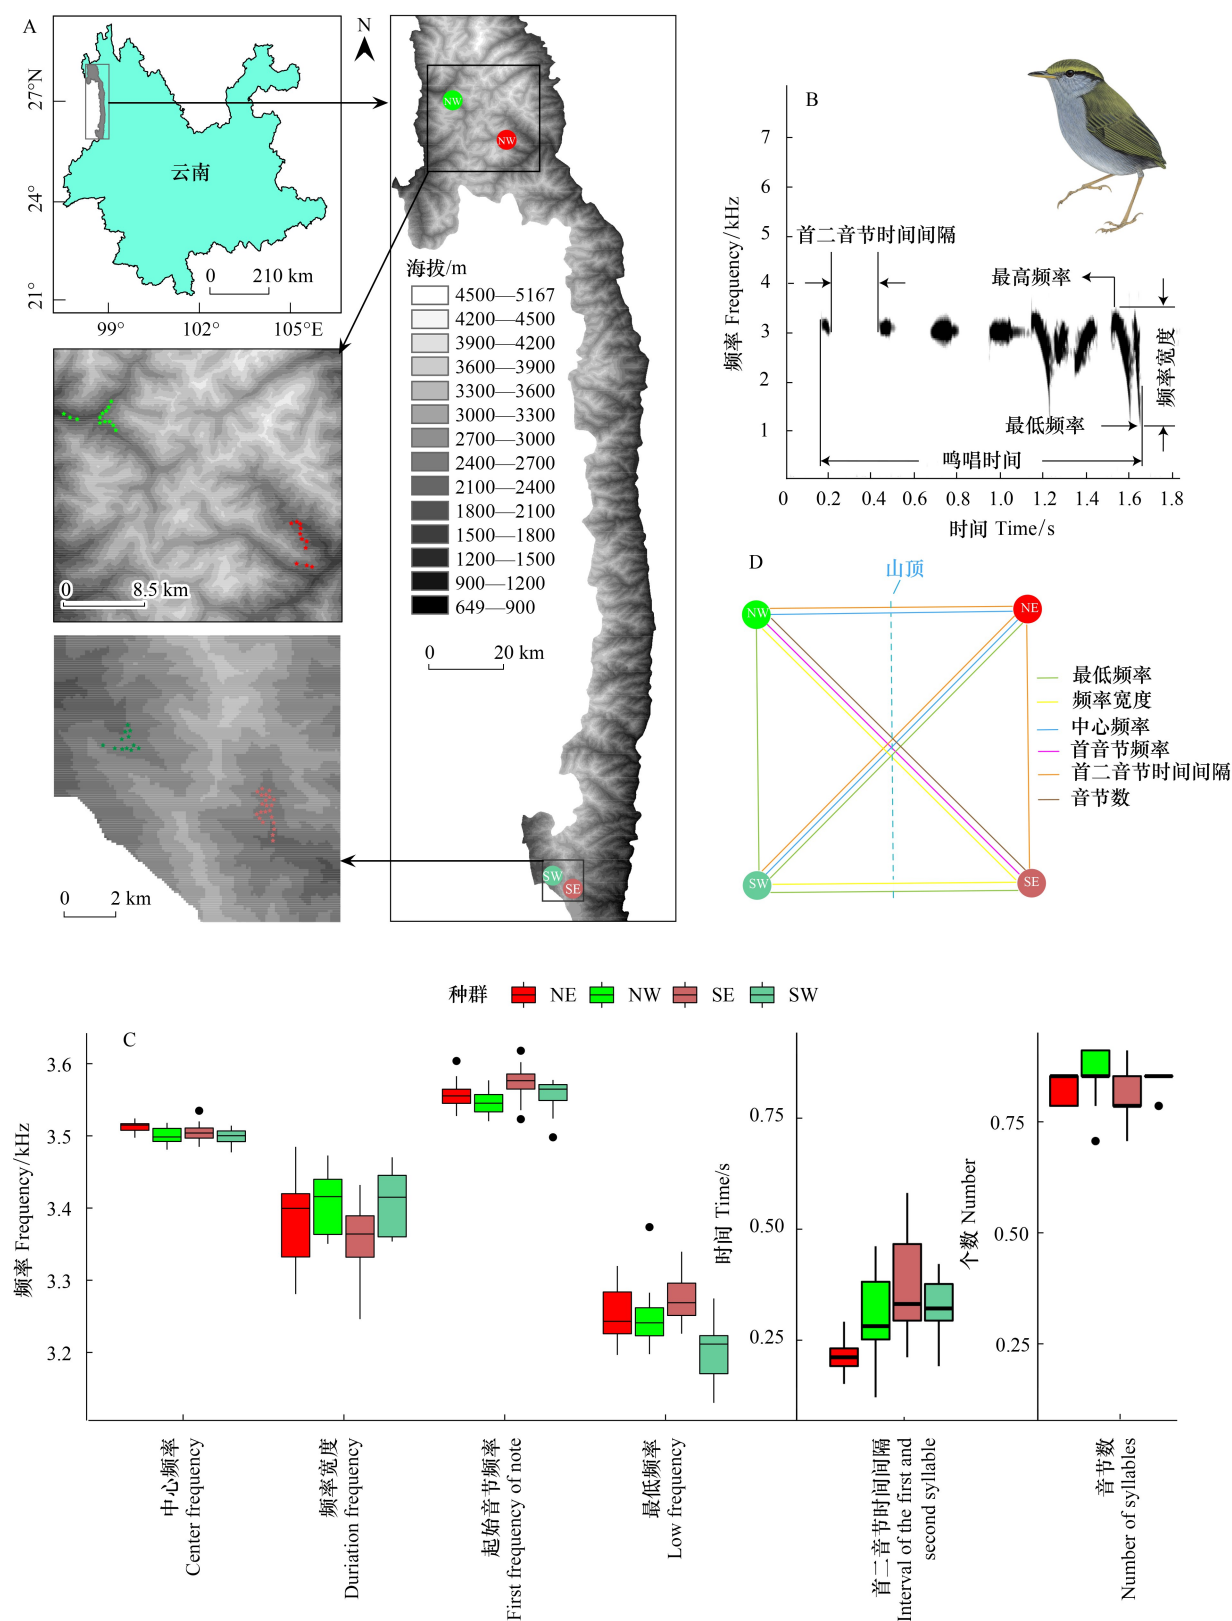 A
N
27°N
24°
21°
云南
0 210 km
99° 102° 105°E
NW
NW
海拔/m
4500—5167
4200—4500
3900—4200
3600—3900
3300—3600
3000—3300
2700—3000
2400—2700
2100—2400
1800—2100
1500—1800
1200—1500
900—1200
649—900
0 20 km
SW
SE
0 8.5 km
0 2 km
B
频率 Frequency/kHz
7
6
5
4
3
2
1
首二音节时间间隔
最高频率
频率宽度
最低频率
鸣唱时间
0 0.2 0.4 0.6 0.8 1.0 1.2 1.4 1.6 1.8
时间 Time/s
D
山顶
NW
NE
SW
SE
最低频率
频率宽度
中心频率
首音节频率
首二音节时间间隔
音节数
种群 NE NW SE SW
C
频率 Frequency/kHz
3.6
3.5
3.4
3.3
3.2
时间 Time/s
0.75
0.50
0.25
个数 Number
0.75
0.50
0.25
中心频率
Center frequency
频率宽度
Duriation frequency
起始音节频率
First frequency of note
最低频率
Low frequency
首二音节时间间隔
Interval of the first and
second syllable
音节数
Number of syllables